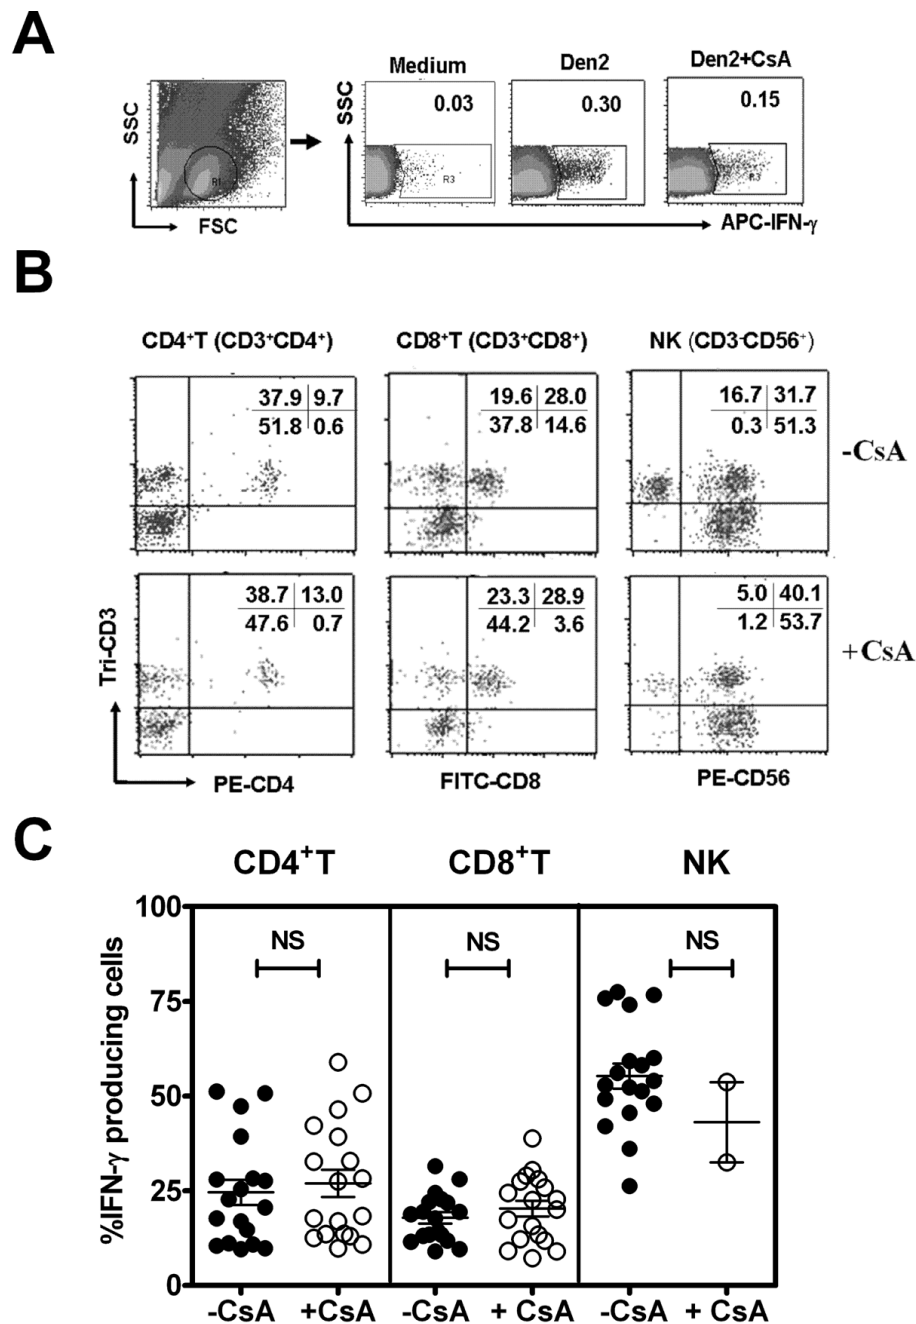 A
Medium
Den2
Den2+CsA
SSC
SSC
0.03
0.30
0.15
R1
R3
R3
FSC
APC-IFN-γ
B
CD4⁺T (CD3⁺CD4⁺)
CD8⁺T (CD3⁺CD8⁺)
NK (CD3⁻CD56⁺)
37.9 9.7
51.8 0.6
19.6 28.0
37.8 14.6
16.7 31.7
0.3 51.3
-CsA
38.7 13.0
47.6 0.7
23.3 28.9
44.2 3.6
5.0 40.1
1.2 53.7
+CsA
Tri-CD3
PE-CD4
FITC-CD8
PE-CD56
C
CD4⁺T
CD8⁺T
NK
%IFN-γ producing cells
100
75
50
25
0
NS
NS
NS
-CsA
+CsA
-CsA
+ CsA
-CsA
+ CsA